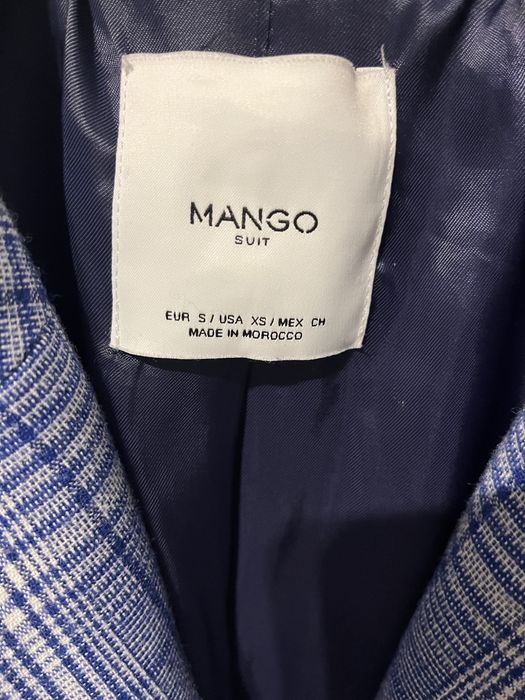 MANGO
SUIT
EUR S / USA XS / MEX CH
MADE IN MOROCCO